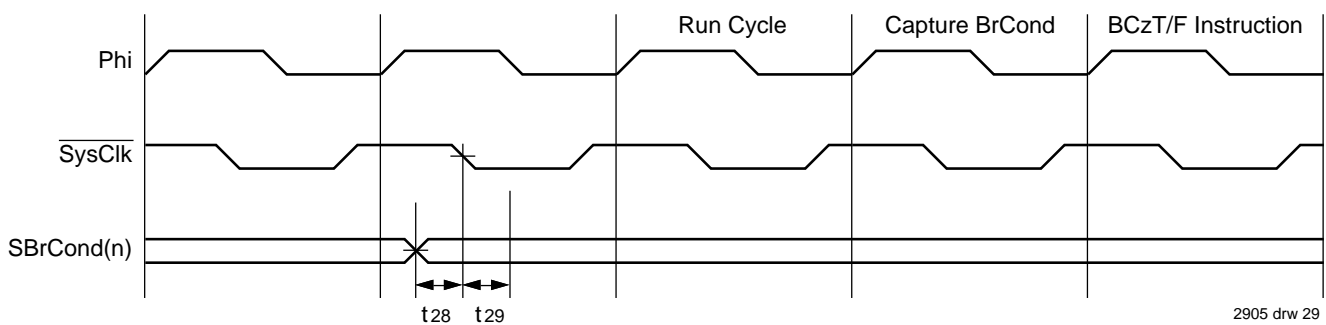 Run Cycle
Capture BrCond
BCzT/F Instruction
Phi
SysClk
SBrCond(n)
t28
t29
2905 drw 29